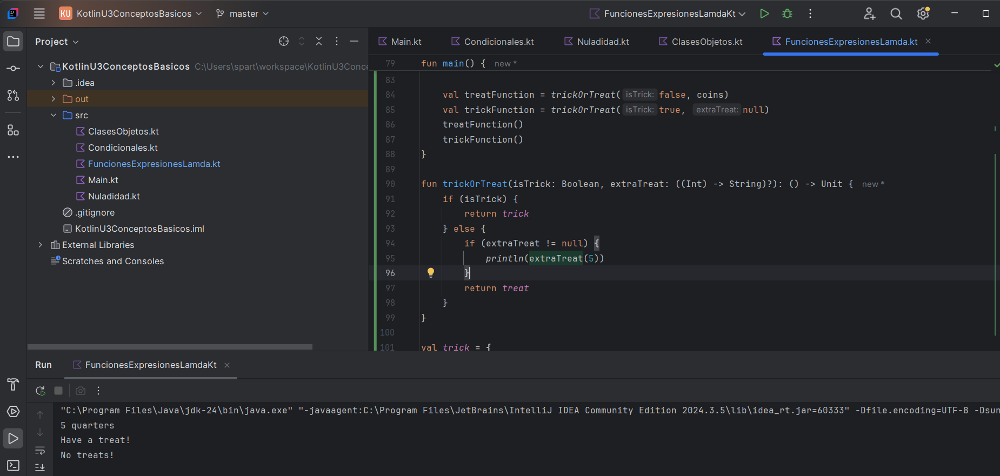 KU KotlinU3ConceptosBasicos master FuncionesExpresionesLamdaKt
Project
KotlinU3ConceptosBasicos C:\Users\spart\workspace\KotlinU3Conce
.idea
out
src
ClasesObjetos.kt
Condicionales.kt
FuncionesExpresionesLamda.kt
Main.kt
Nuladidad.kt
.gitignore
KotlinU3ConceptosBasicos.iml
External Libraries
Scratches and Consoles
Main.kt Condicionales.kt Nuladidad.kt ClasesObjetos.kt FuncionesExpresionesLamda.kt
79 fun main() { new *
83
84 val treatFunction = trickOrTreat( isTrick: false, coins)
85 val trickFunction = trickOrTreat( isTrick: true, extraTreat: null)
86 treatFunction()
87 trickFunction()
88 }
89
90 fun trickOrTreat(isTrick: Boolean, extraTreat: ((Int) -> String)?): () -> Unit { new *
91 if (isTrick) {
92 return trick
93 } else {
94 if (extraTreat != null) {
95 println(extraTreat(5))
96 }
97 return treat
98 }
99 }
100
101 val trick = {
Run FuncionesExpresionesLamdaKt
"C:\Program Files\Java\jdk-24\bin\java.exe" "-javaagent:C:\Program Files\JetBrains\IntelliJ IDEA Community Edition 2024.3.5\lib\idea_rt.jar=60333" -Dfile.encoding=UTF-8 -Dsun
5 quarters
Have a treat!
No treats!